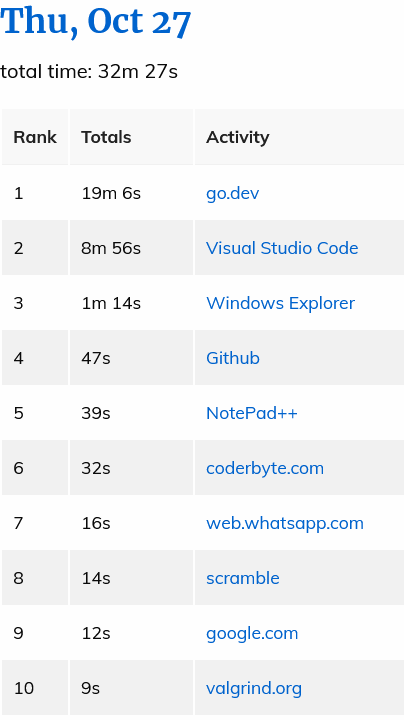 Thu, Oct 27
total time: 32m 27s
Rank Totals Activity
1 19m 6s go.dev
2 8m 56s Visual Studio Code
3 1m 14s Windows Explorer
4 47s Github
5 39s NotePad++
6 32s coderbyte.com
7 16s web.whatsapp.com
8 14s scramble
9 12s google.com
10 9s valgrind.org